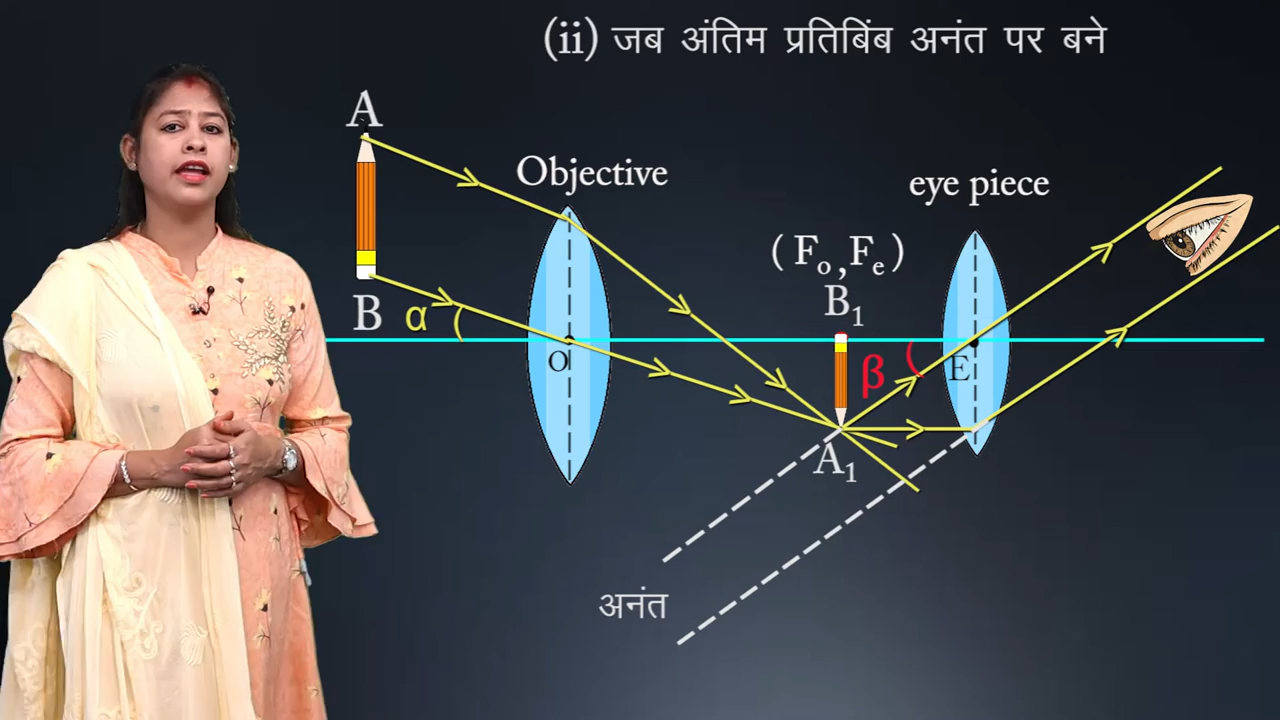 (ii) जब अंतिम प्रतिबिंब अनंत पर बने
A
Objective
eye piece
(Fₒ,Fₑ)
B₁
B
α
O
β
E
A₁
अनंत